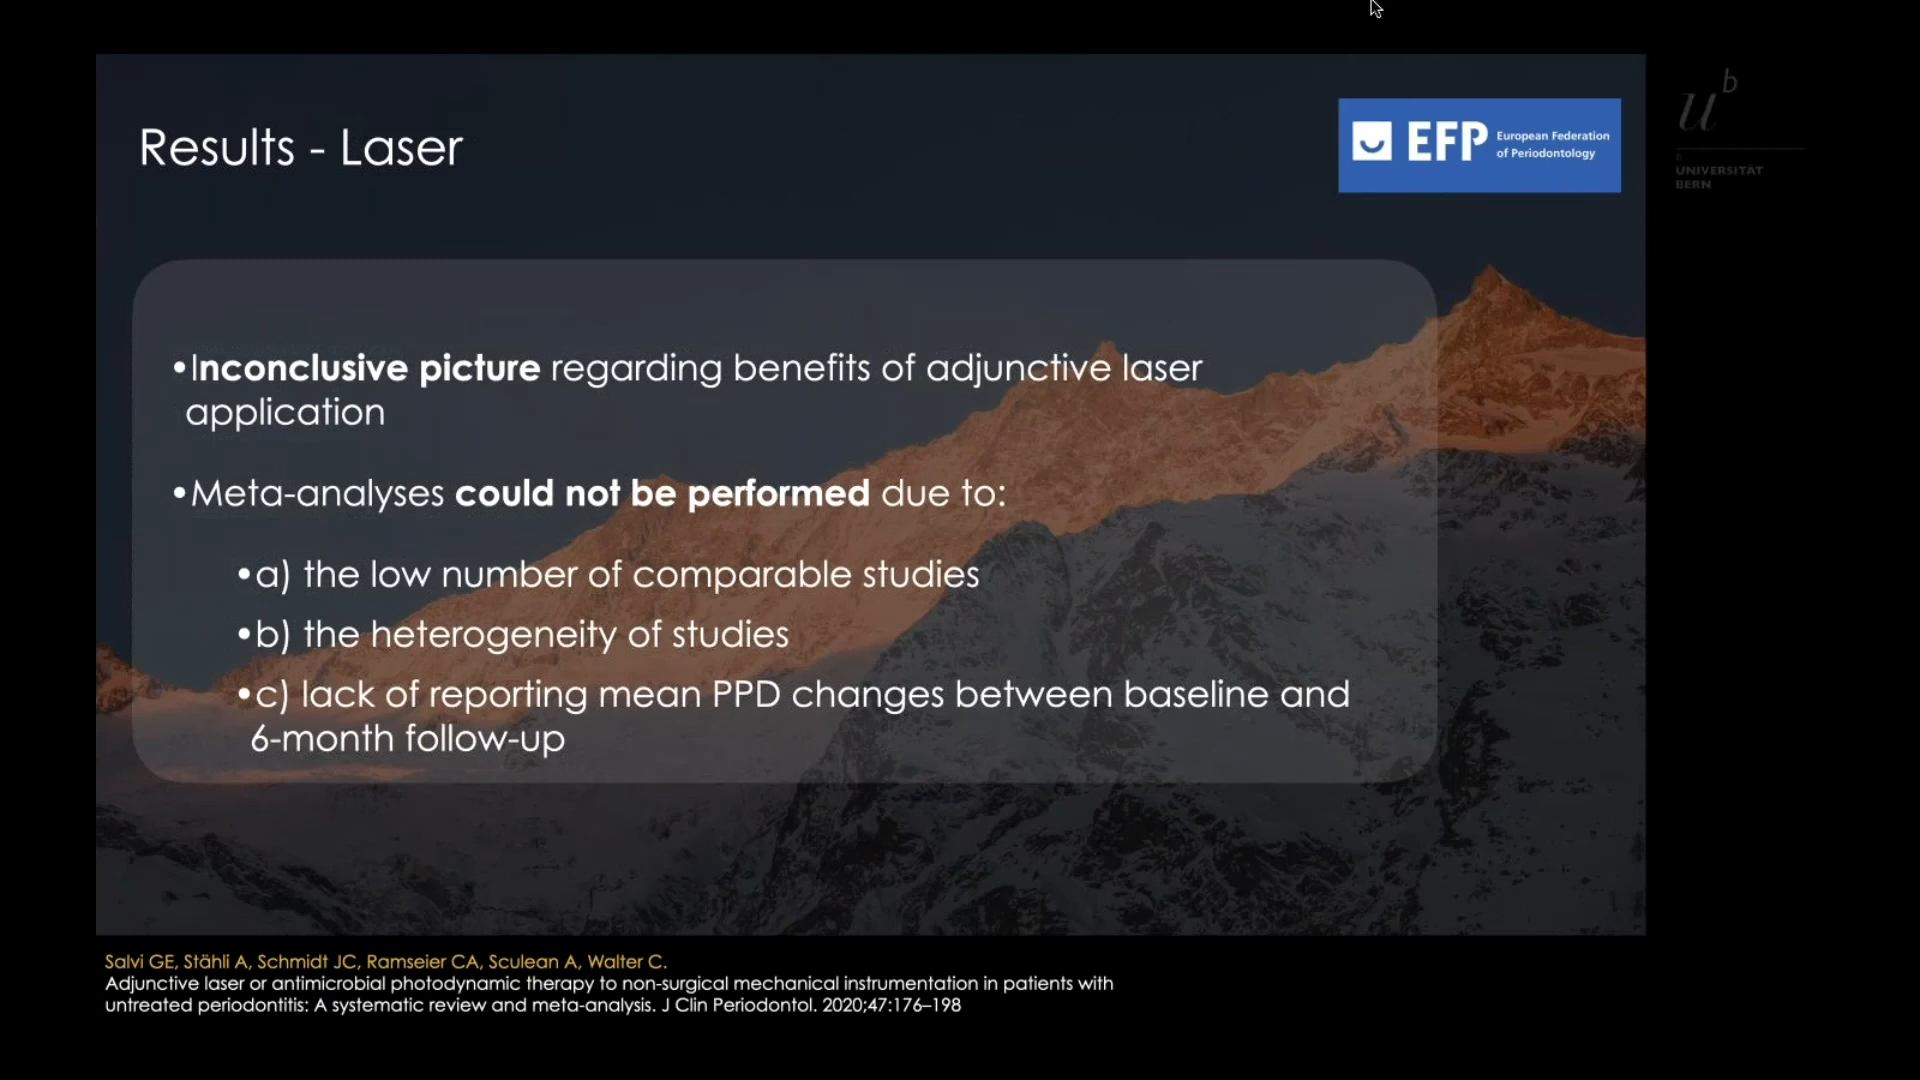 Results - Laser
EFP European Federation
of Periodontology
u b
b
UNIVERSITÄT
BERN
•Inconclusive picture regarding benefits of adjunctive laser
application
•Meta-analyses could not be performed due to:
•a) the low number of comparable studies
•b) the heterogeneity of studies
•c) lack of reporting mean PPD changes between baseline and
6-month follow-up
Salvi GE, Stähli A, Schmidt JC, Ramseier CA, Sculean A, Walter C.
Adjunctive laser or antimicrobial photodynamic therapy to non-surgical mechanical instrumentation in patients with
untreated periodontitis: A systematic review and meta-analysis. J Clin Periodontol. 2020;47:176–198